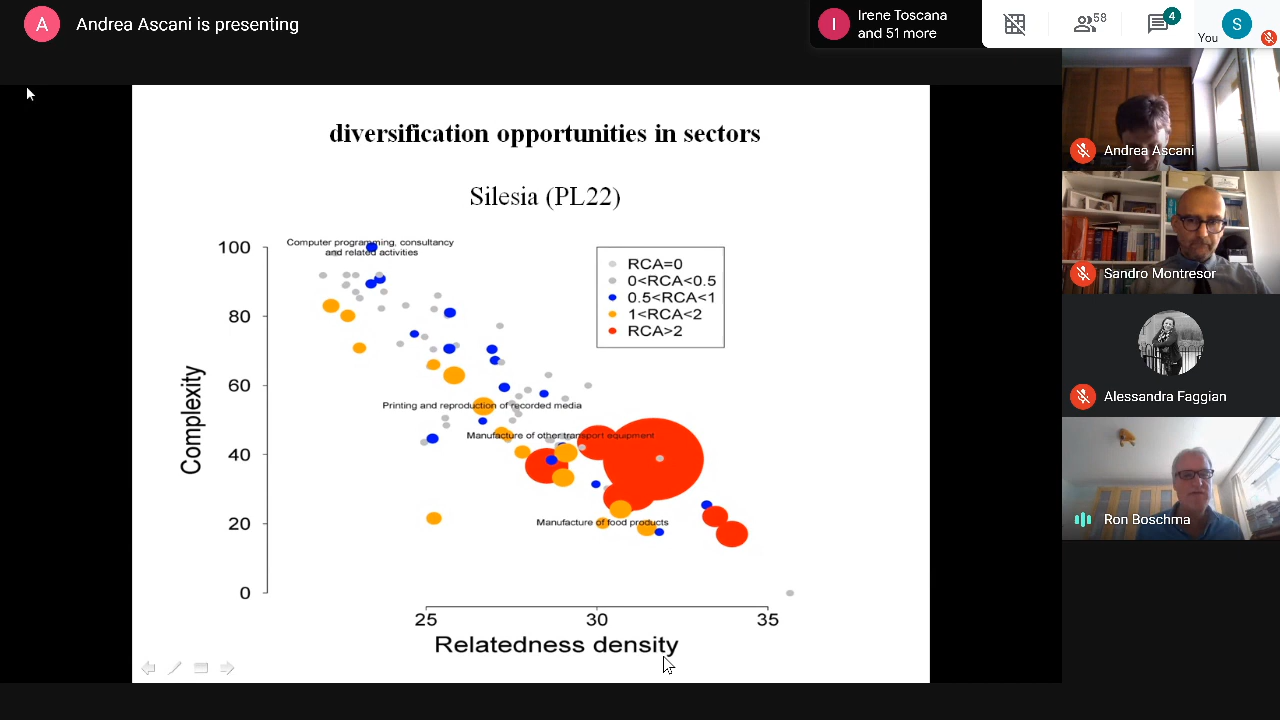 A
Andrea Ascani is presenting
I
Irene Toscana
and 51 more
58
4
You
S
diversification opportunities in sectors
Silesia (PL22)
Complexity
100
80
60
40
20
0
Computer programming, consultancy
and related activities
Printing and reproduction of recorded media
Manufacture of other transport equipment
Manufacture of food products
RCA=0
0<RCA<0.5
0.5<RCA<1
1<RCA<2
RCA>2
25
30
35
Relatedness density
Andrea Ascani
Sandro Montresor
Alessandra Faggian
Ron Boschma